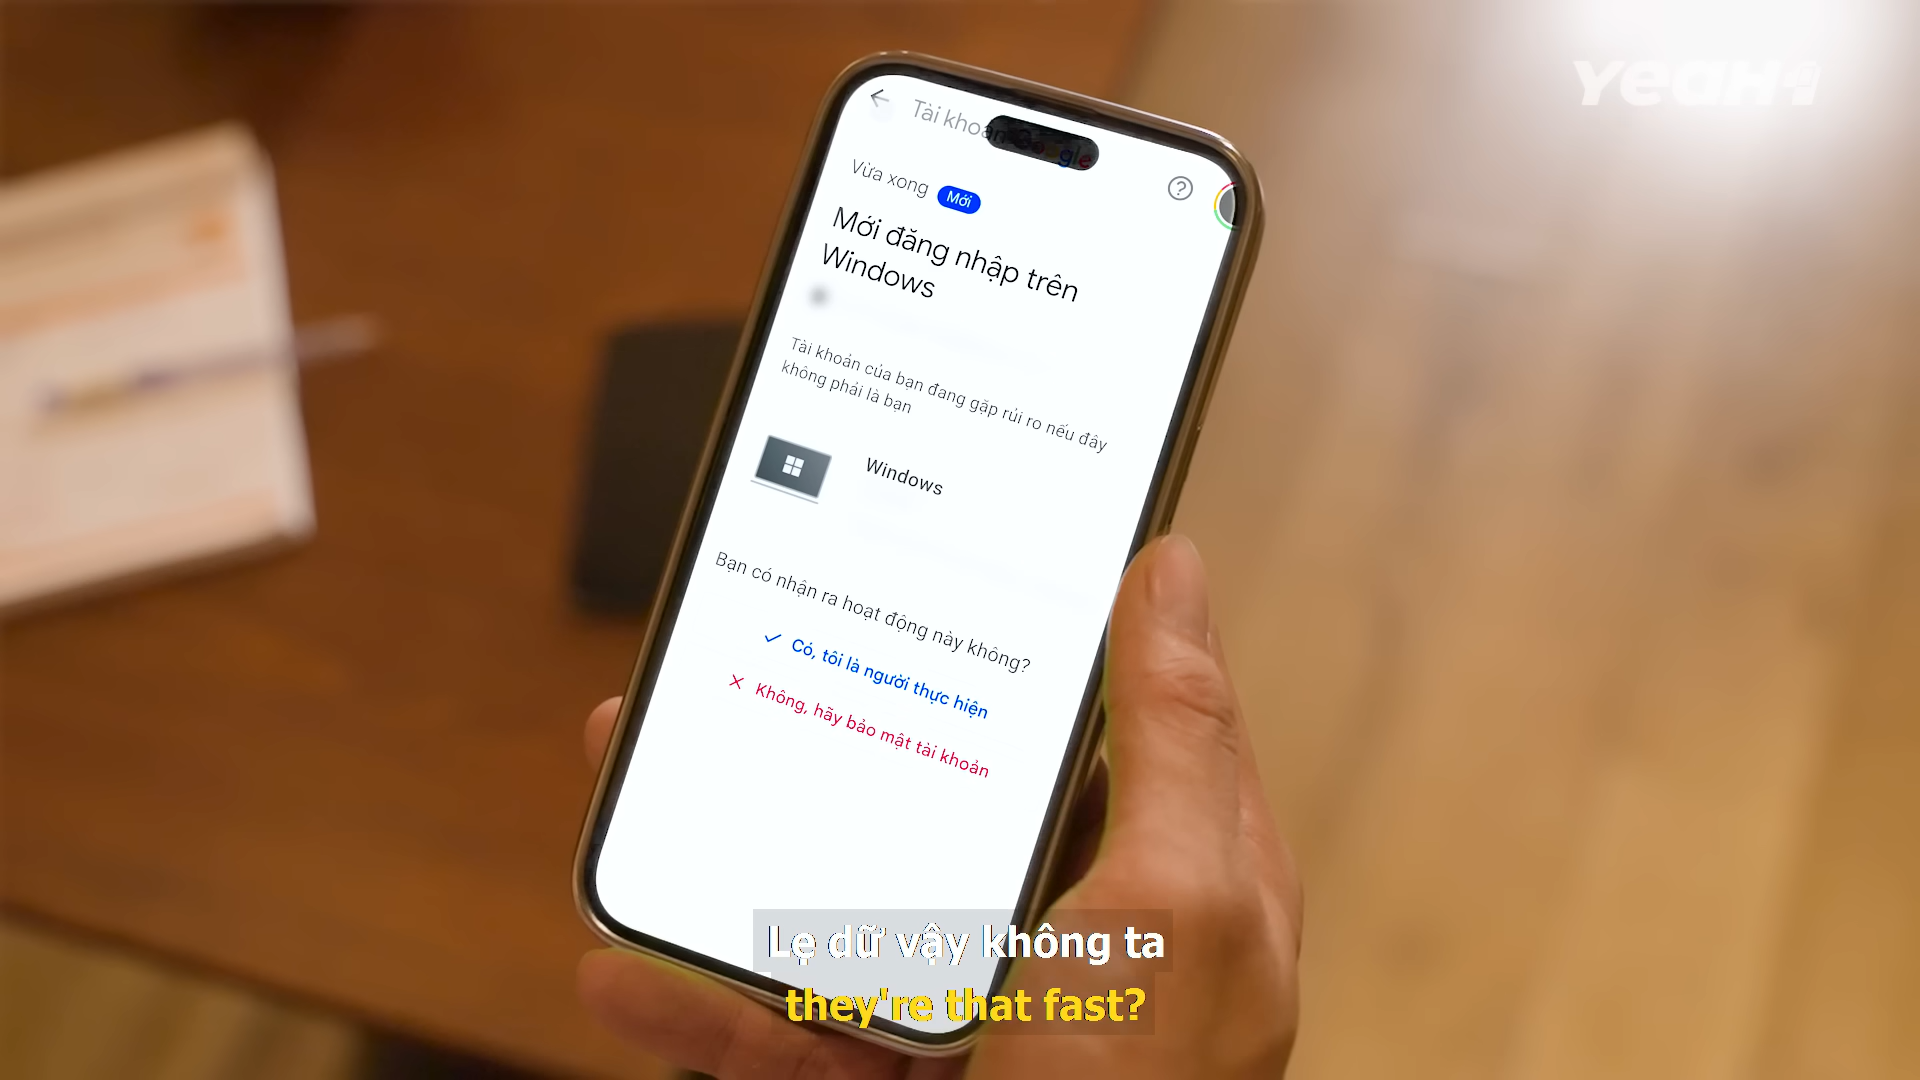 YEAH1
Tài khoản Google
Vừa xong Mới
Mới đăng nhập trên
Windows
Tài khoản của bạn đang gặp rủi ro nếu đây
không phải là bạn
Windows
Bạn có nhận ra hoạt động này không?
Có, tôi là người thực hiện
Không, hãy bảo mật tài khoản
Lẹ dữ vậy không ta
they're that fast?